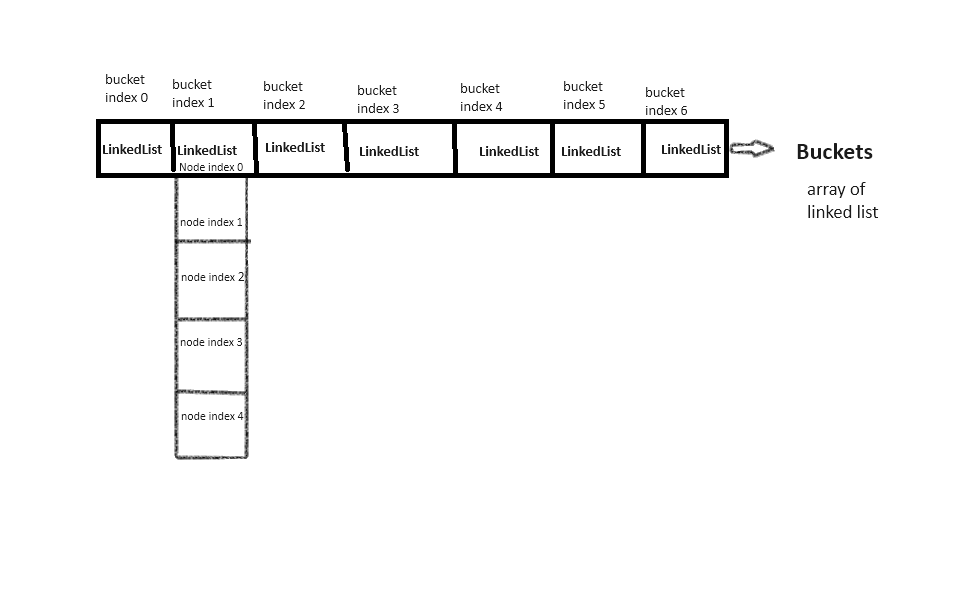 bucket
index 0
bucket
index 1
bucket
index 2
bucket
index 3
bucket
index 4
bucket
index 5
bucket
index 6
LinkedList
LinkedList
Node index 0
LinkedList
LinkedList
LinkedList
LinkedList
LinkedList
Buckets
array of
linked list
node index 1
node index 2
node index 3
node index 4